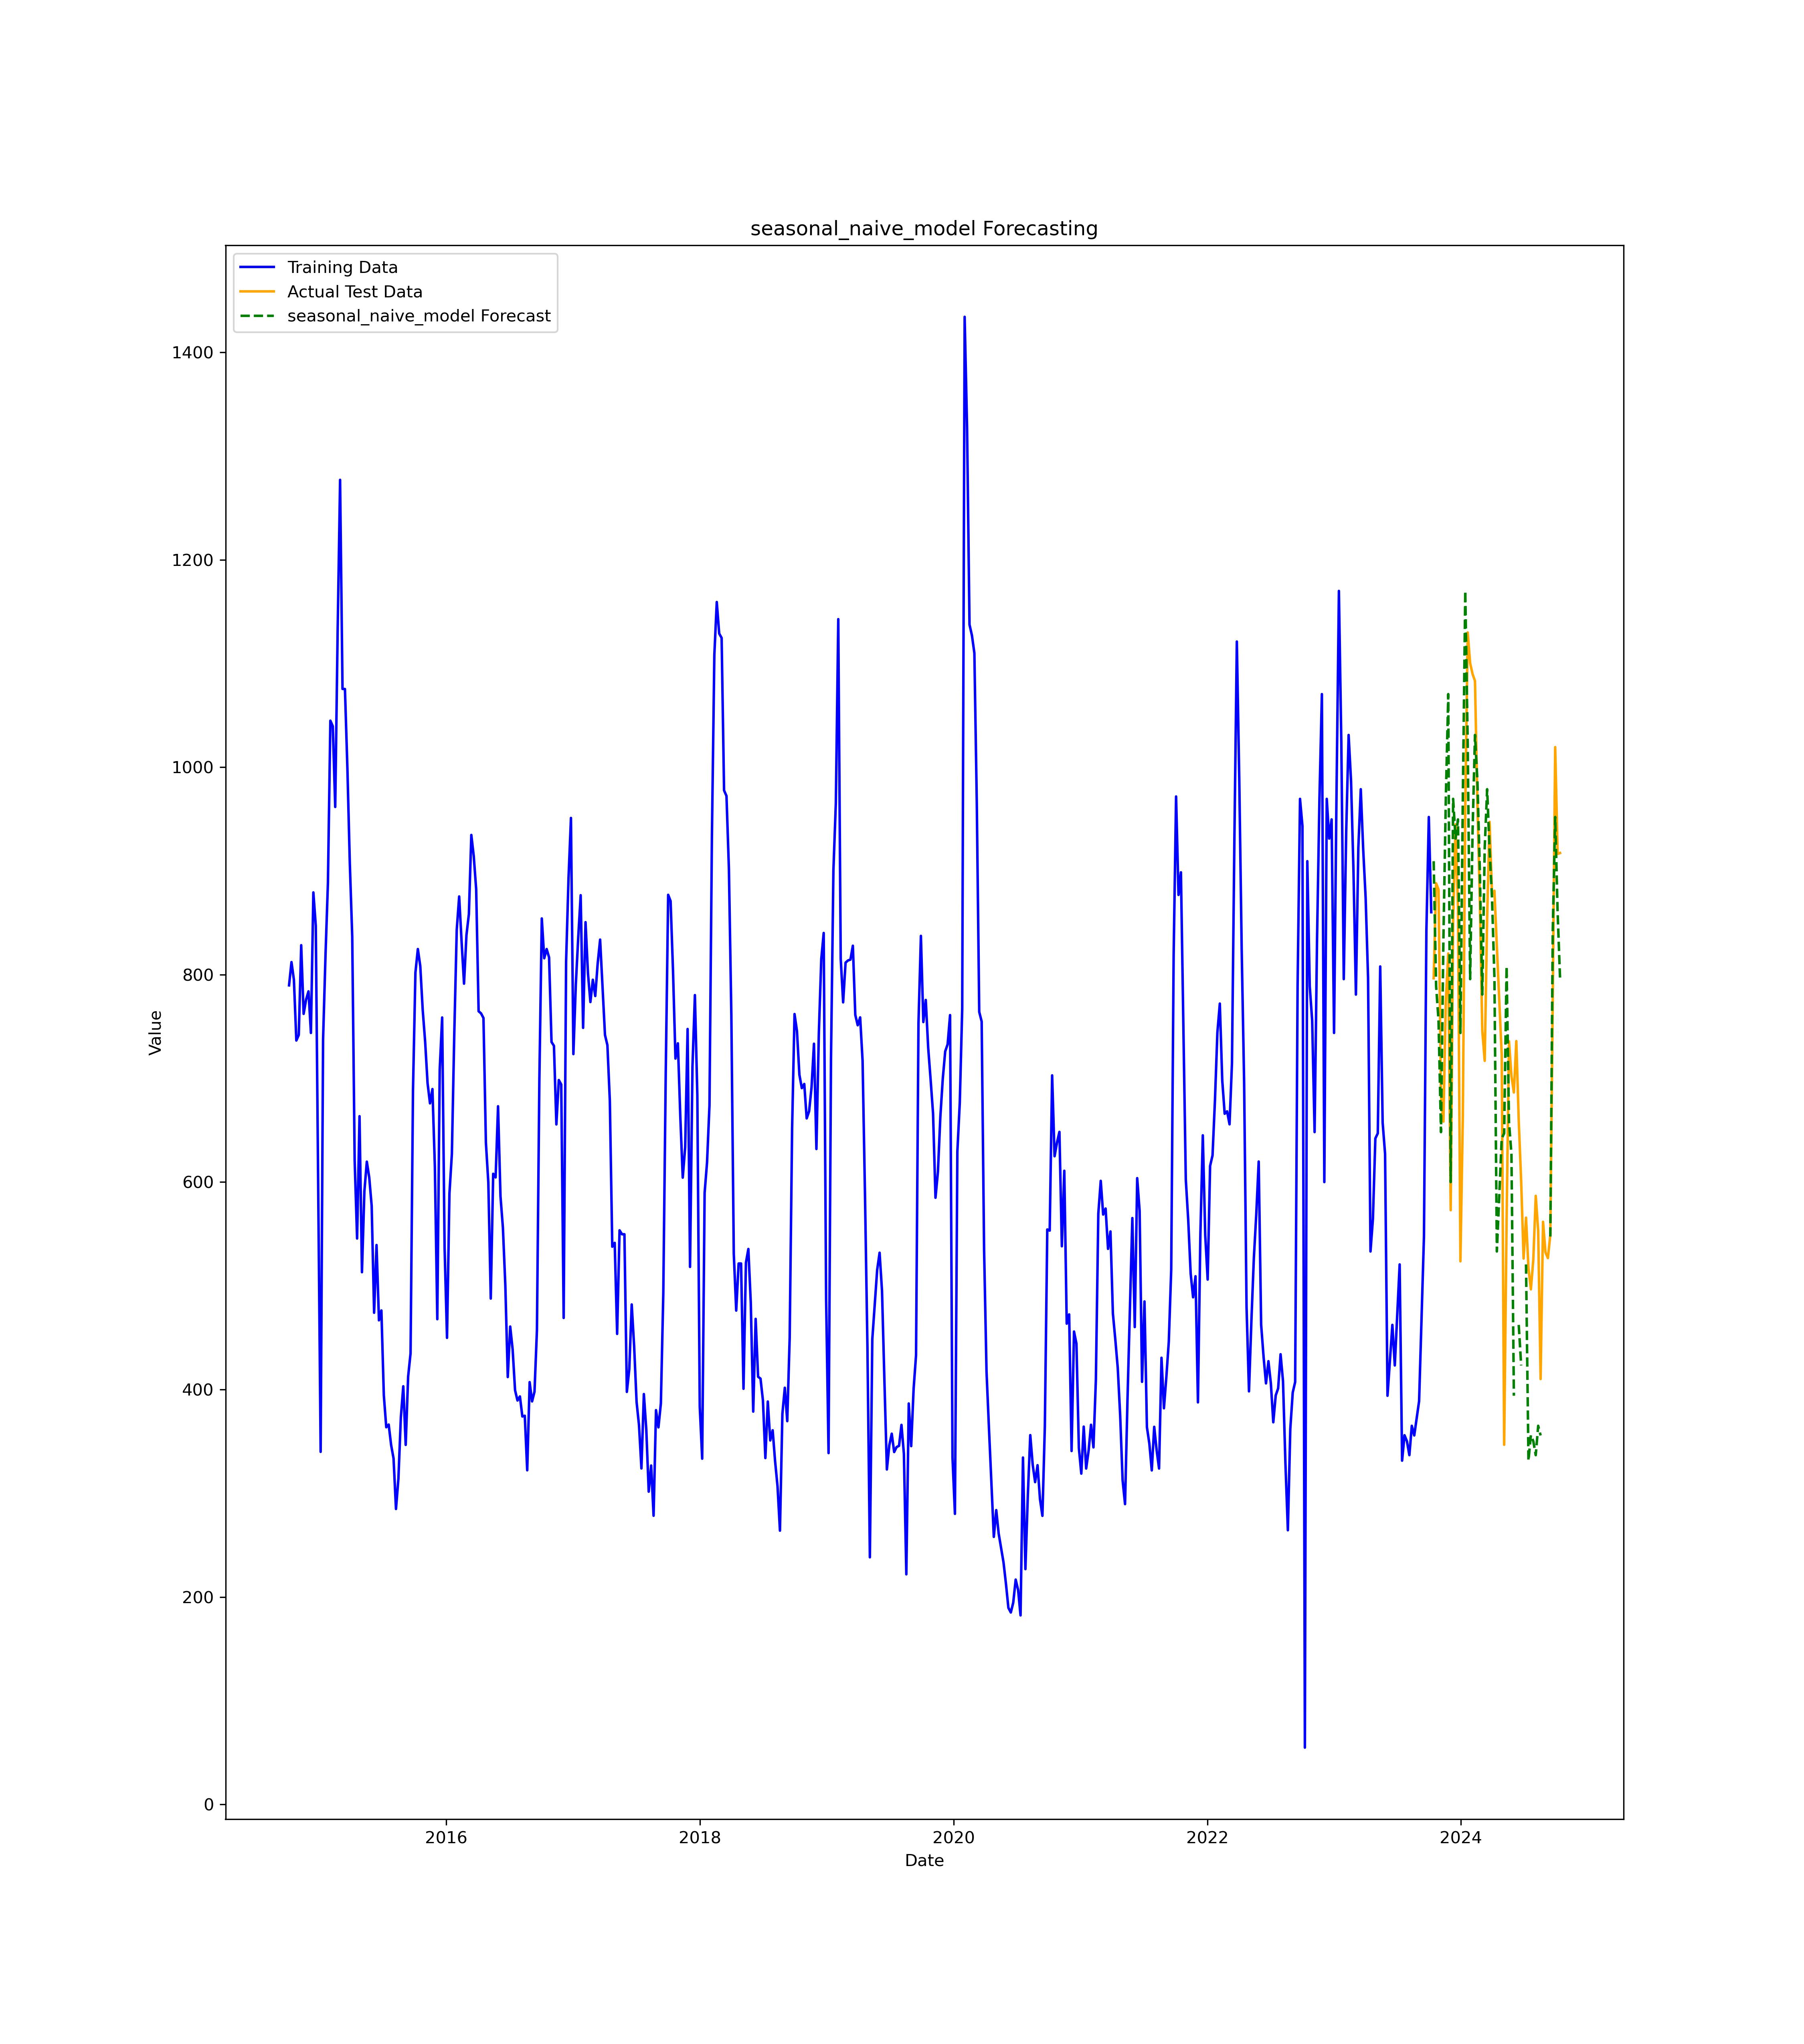 seasonal_naive_model Forecasting
Training Data
Actual Test Data
seasonal_naive_model Forecast
1400
1200
1000
800
600
400
200
0
Value
2016 2018 2020 2022 2024
Date